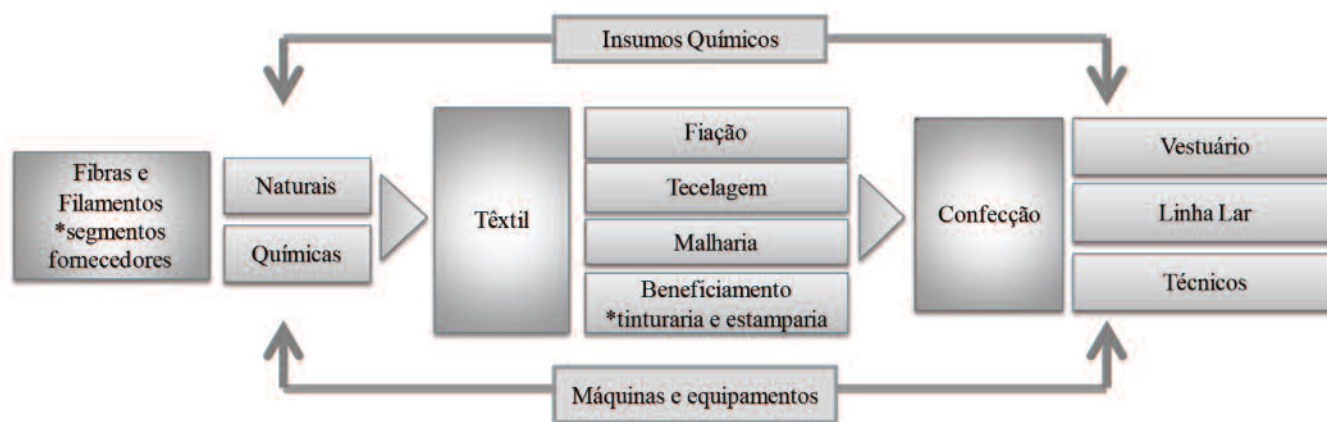 Insumos Químicos
Fibras e
Filamentos
*segmentos
fornecedores
Naturais
Químicas
Têxtil
Fiação
Tecelagem
Malharia
Beneficiamento
*tinturaria e estamparia
Confecção
Vestuário
Linha Lar
Técnicos
Máquinas e equipamentos